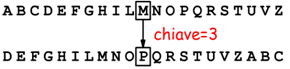 A B C D E F G H I L M N O P Q R S T U V Z
chiave=3
D E F G H I L M N O P Q R S T U V Z A B C